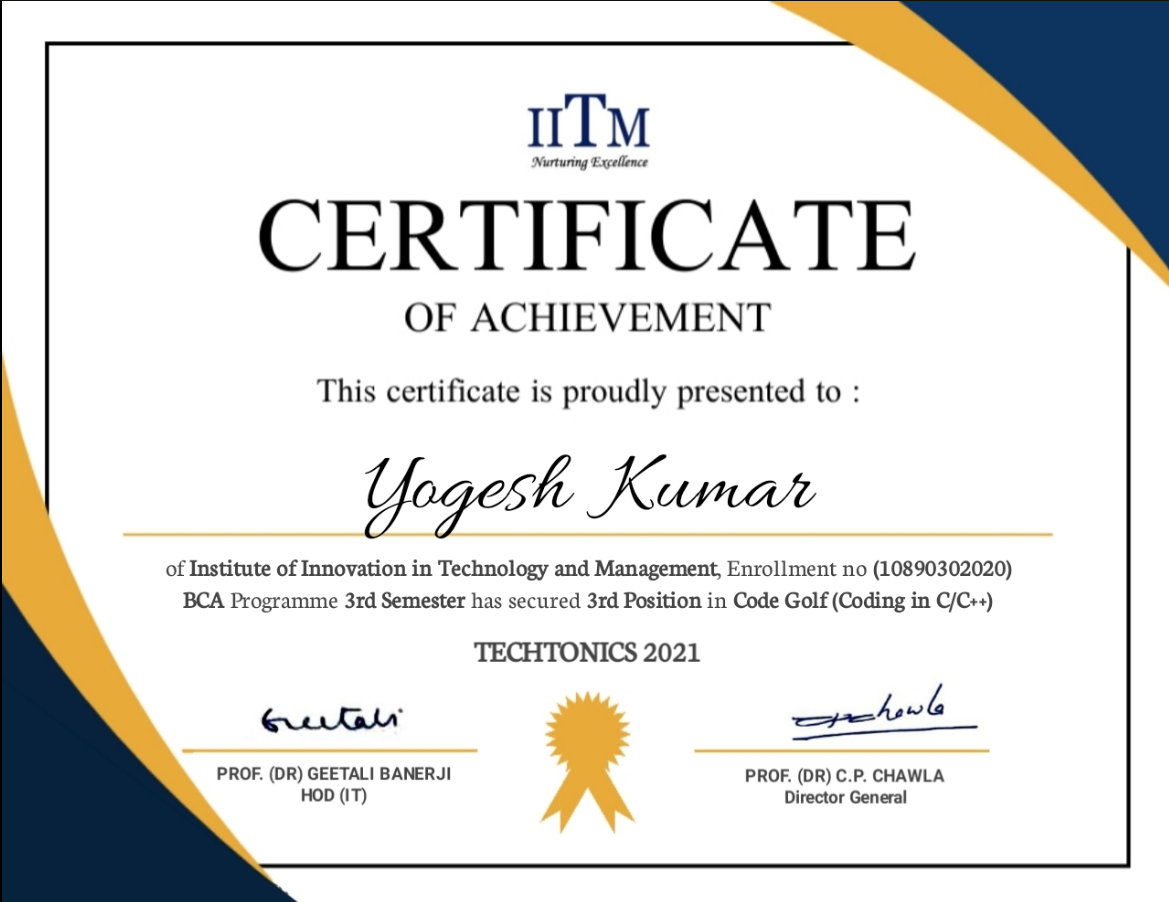 IITM
Nurturing Excellence
CERTIFICATE
OF ACHIEVEMENT
This certificate is proudly presented to :
Yogesh Kumar
of Institute of Innovation in Technology and Management, Enrollment no (10890302020)
BCA Programme 3rd Semester has secured 3rd Position in Code Golf (Coding in C/C++)
TECHTONICS 2021
Geetali
cpchawla
PROF. (DR) GEETALI BANERJI
HOD (IT)
PROF. (DR) C.P. CHAWLA
Director General